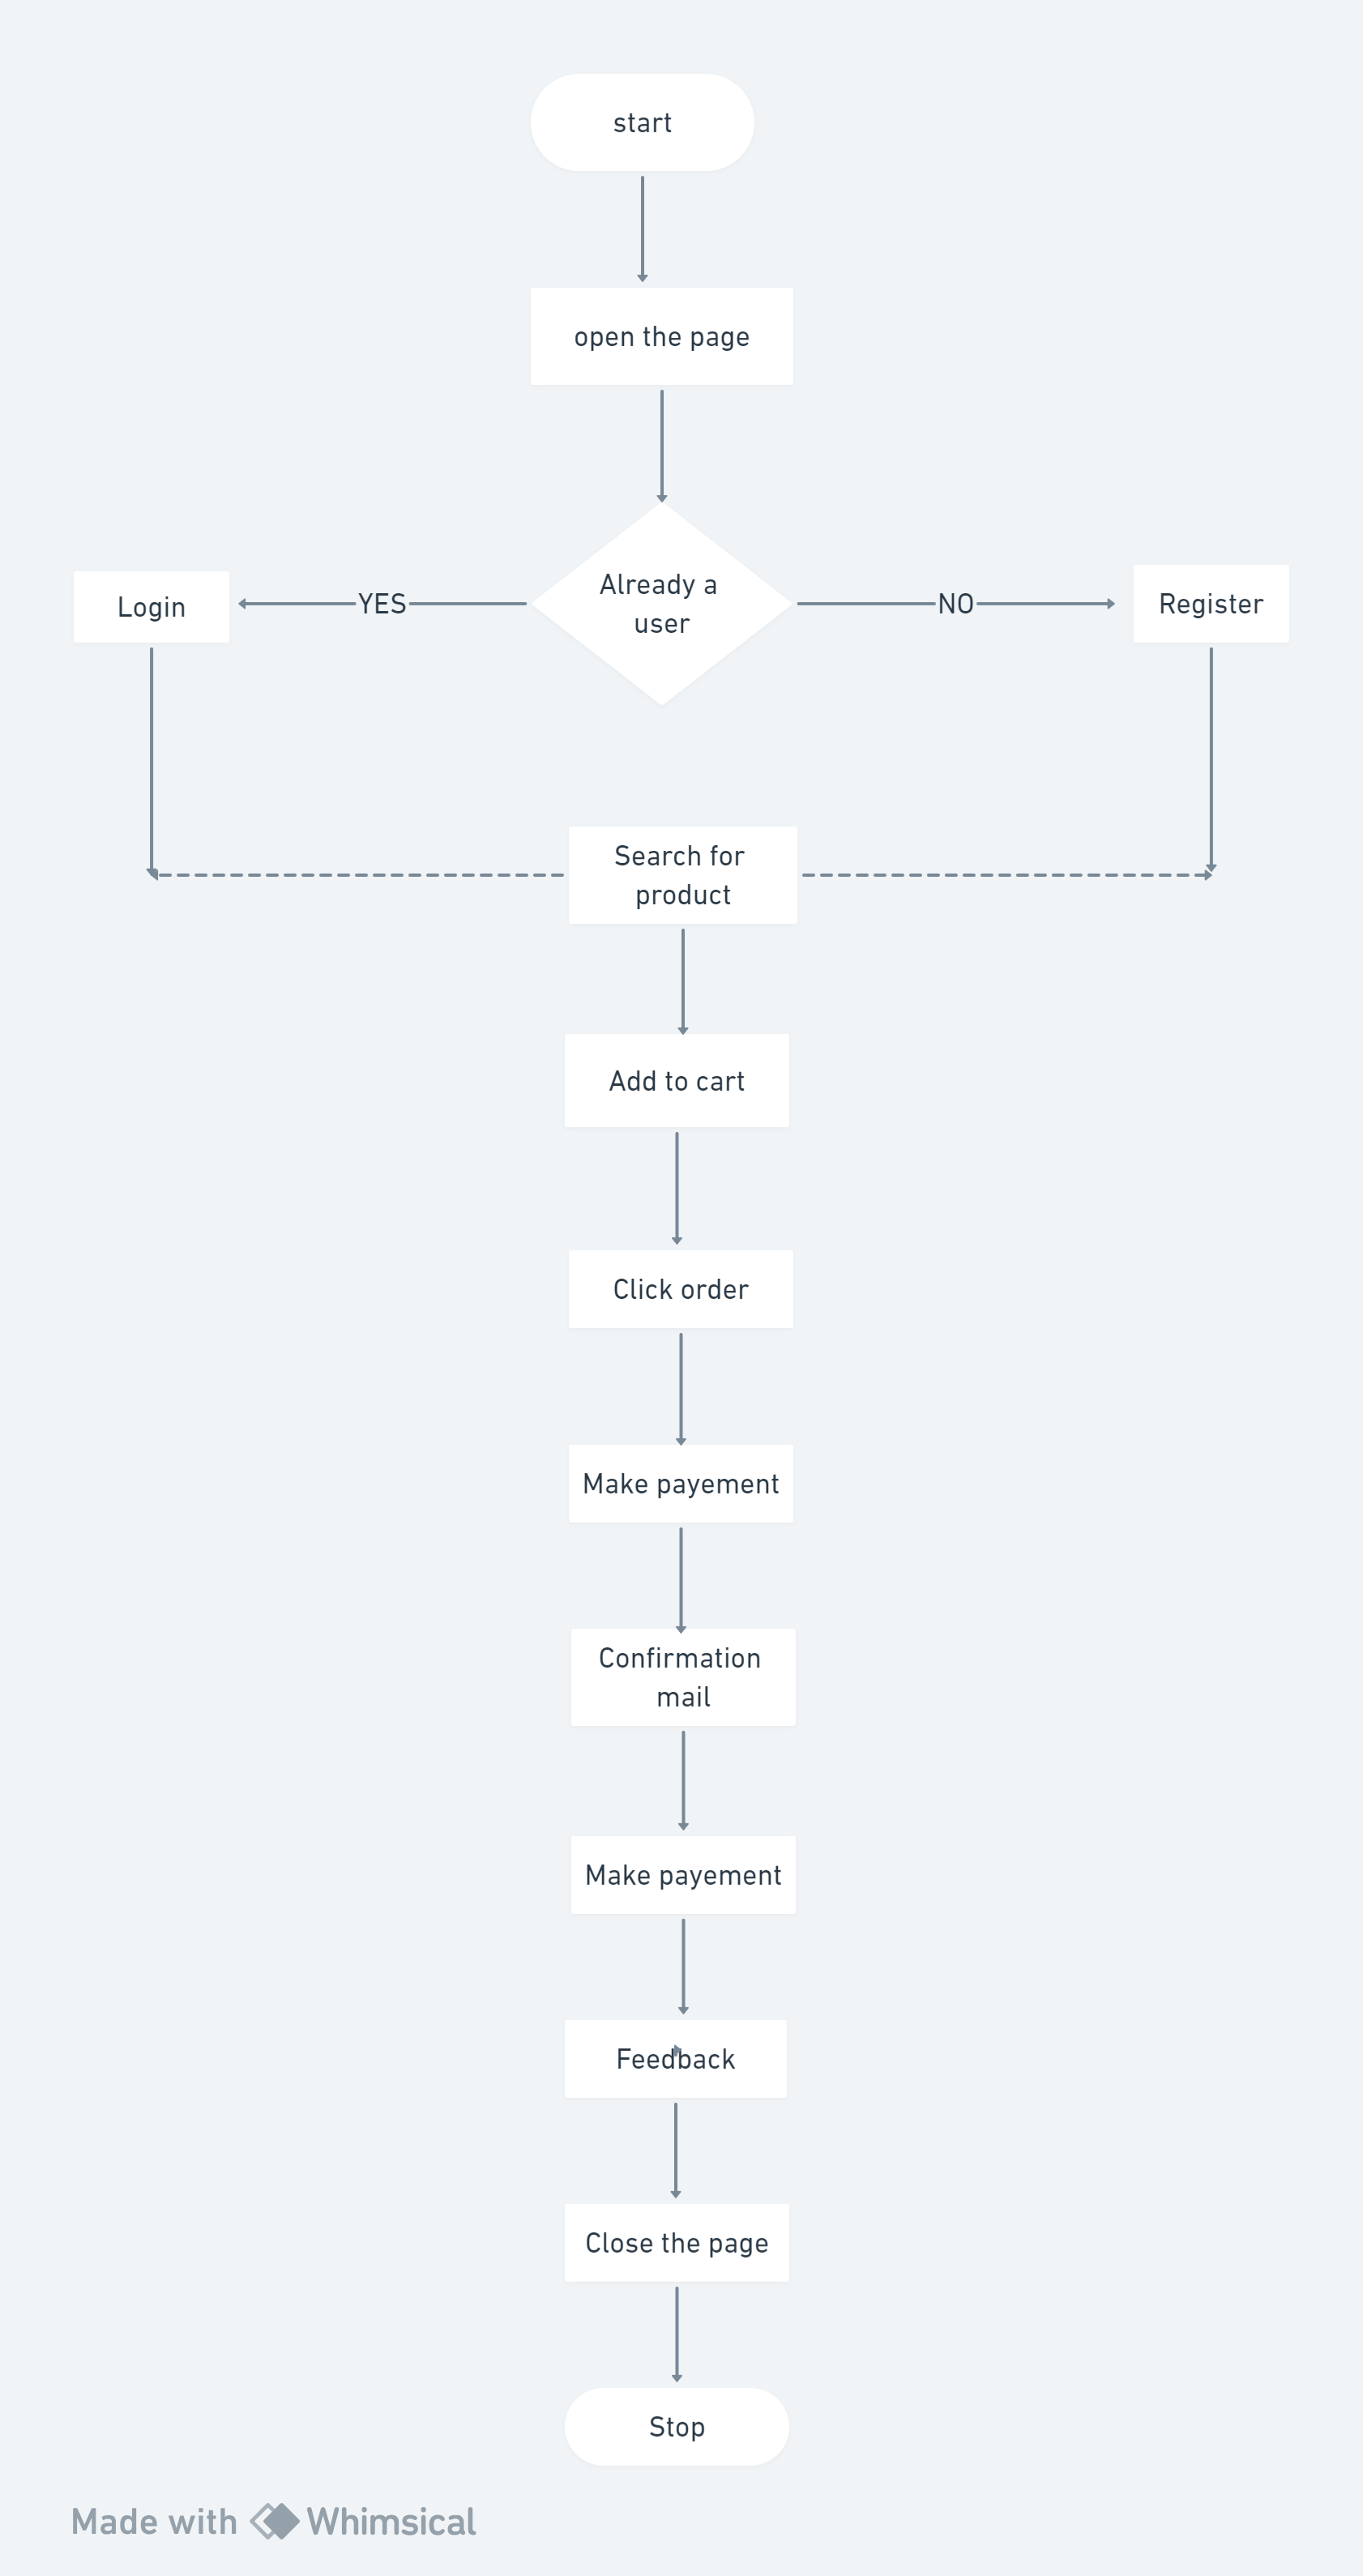 start
open the page
Already a
user
Login
YES
NO
Register
Search for
product
Add to cart
Click order
Make payement
Confirmation
mail
Make payement
Feedback
Close the page
Stop
Made with Whimsical